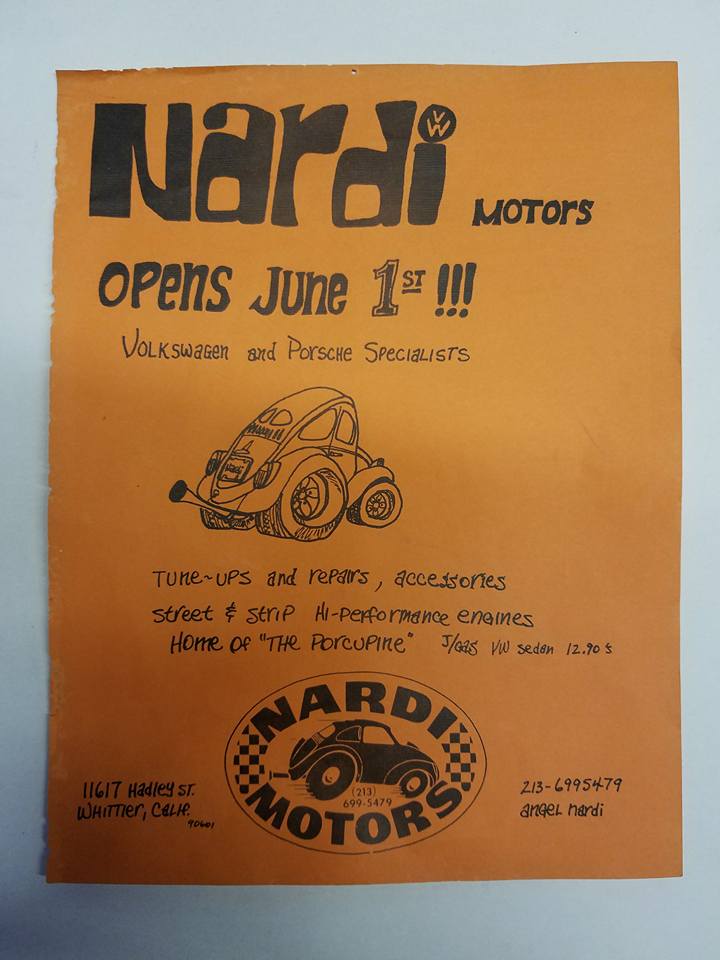 Nardi MOTORS
VW
OPENS JUNE 1ST !!!
VOLKSWAGEN and PORSCHE SPECIALISTS
Nardi
TUNE-UPS and repairs, accessories
street & strip Hi-Performance engines
HOME OF "THE PORCUPINE" J/GAS VW sedan 12.90's
NARDI
(213)
699-5479
MOTORS
11617 Hadley ST.
WHITTIER, CALIF.
90601
213-6995479
angel nardi